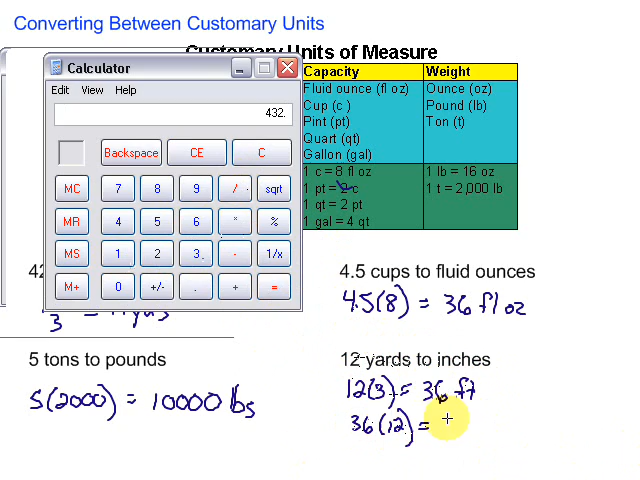 Converting Between Customary Units
Customary Units of Measure
Calculator
Edit View Help
432.
Backspace CE C
MC 7 8 9 / sqrt
MR 4 5 6 * %
MS 1 2 3 - 1/x
M+ 0 +/- . + =
Capacity Weight
Fluid ounce (fl oz) Ounce (oz)
Cup (c ) Pound (lb)
Pint (pt) Ton (t)
Quart (qt)
Gallon (gal)
1 c = 8 fl oz 1 lb = 16 oz
1 pt = 2 c 1 t = 2,000 lb
1 qt = 2 pt
1 gal = 4 qt
42
3 =
4.5 cups to fluid ounces
4.5(8) = 36 fl oz
5 tons to pounds
5(2000) = 10000 lbs
12 yards to inches
12(3) = 36 ft
36(12) =